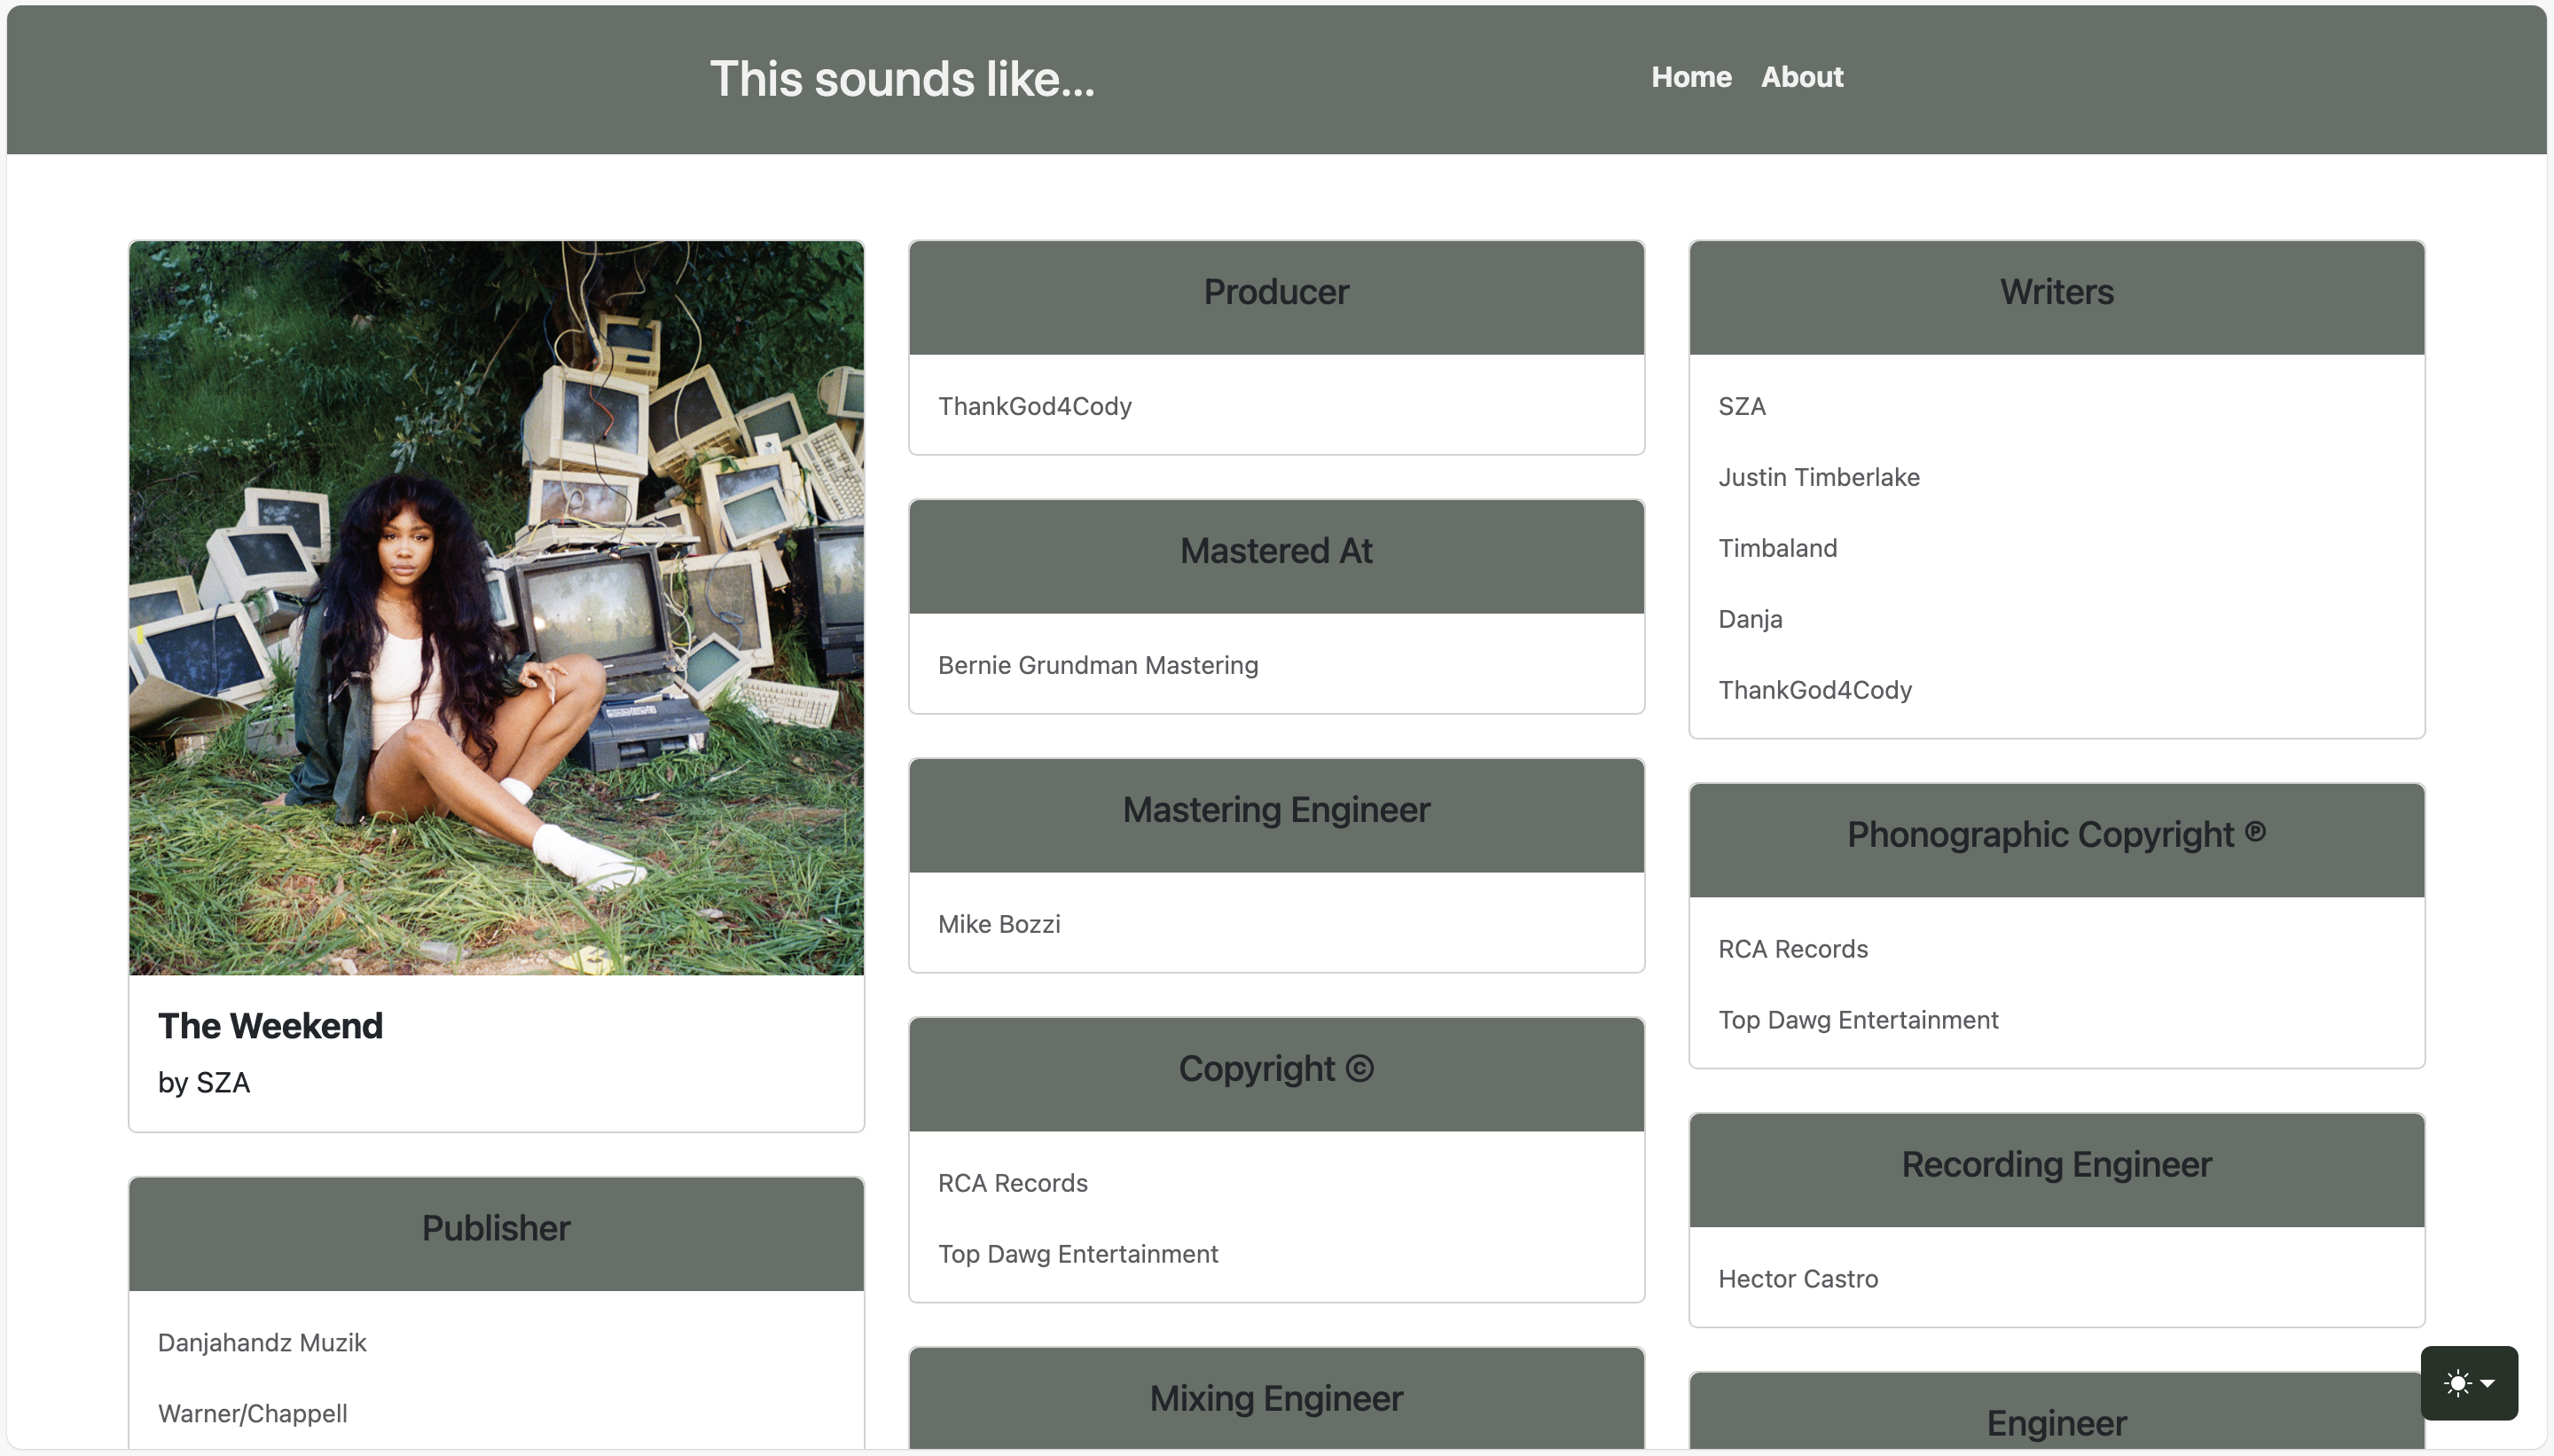 This sounds like...
Home
About
The Weekend
by SZA
Publisher
Danjahandz Muzik
Warner/Chappell
Producer
ThankGod4Cody
Mastered At
Bernie Grundman Mastering
Mastering Engineer
Mike Bozzi
Copyright ©
RCA Records
Top Dawg Entertainment
Mixing Engineer
Writers
SZA
Justin Timberlake
Timbaland
Danja
ThankGod4Cody
Phonographic Copyright ℗
RCA Records
Top Dawg Entertainment
Recording Engineer
Hector Castro
Engineer